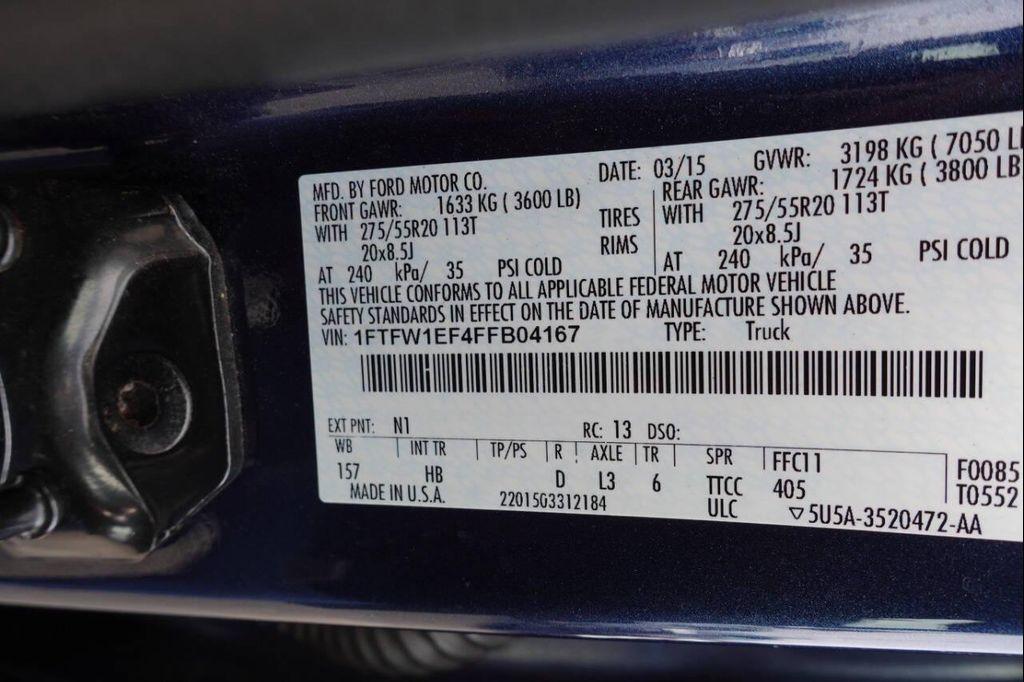 MFD. BY FORD MOTOR CO. DATE: 03/15 GVWR: 3198 KG ( 7050 L
FRONT GAWR: 1633 KG ( 3600 LB) REAR GAWR: 1724 KG ( 3800 LB
WITH 275/55R20 113T TIRES WITH 275/55R20 113T
20x8.5J RIMS 20x8.5J
AT 240 kPa/ 35 PSI COLD AT 240 kPa/ 35 PSI COLD
THIS VEHICLE CONFORMS TO ALL APPLICABLE FEDERAL MOTOR VEHICLE
SAFETY STANDARDS IN EFFECT ON THE DATE OF MANUFACTURE SHOWN ABOVE.
VIN: 1FTFW1EF4FFB04167 TYPE: Truck
EXT PNT: N1 RC: 13 DSO:
WB INT TR TP/PS R AXLE TR SPR FFC11 F0085
157 HB D L3 6 TTCC 405 T0552
MADE IN U.S.A. 22015G3312184 ULC ▽5U5A-3520472-AA